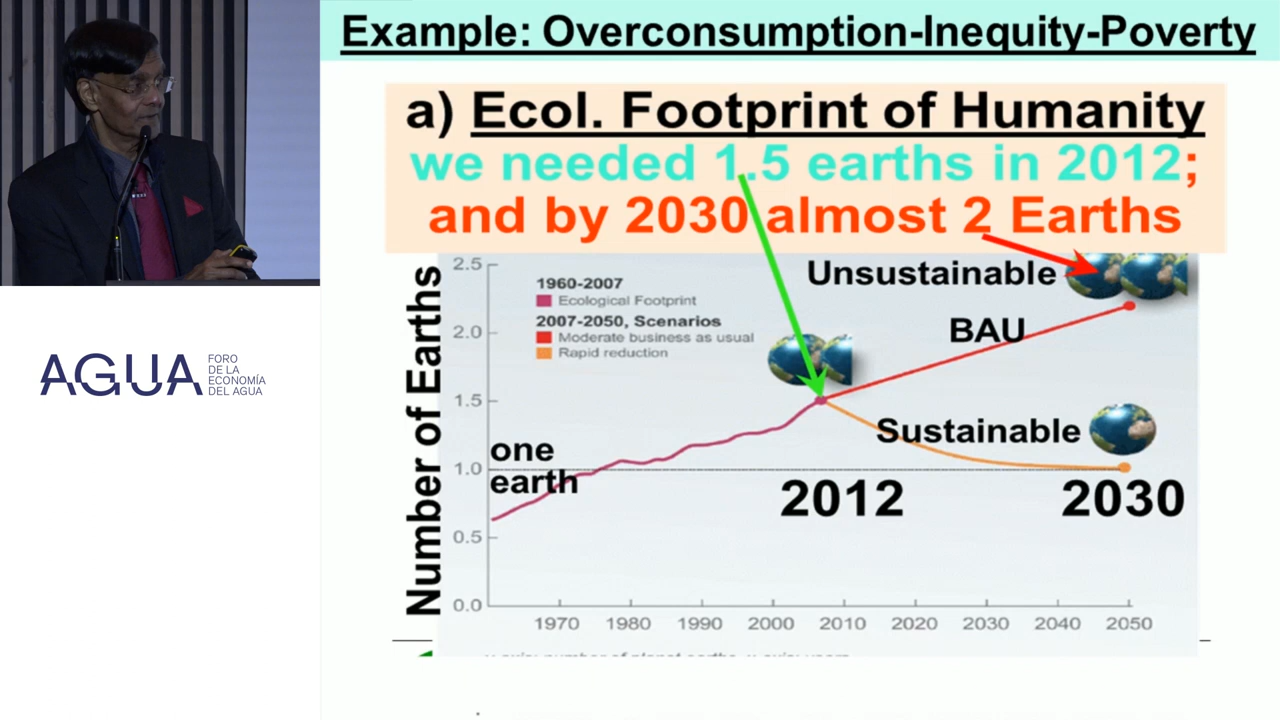 Example: Overconsumption-Inequity-Poverty
a) Ecol. Footprint of Humanity
we needed 1.5 earths in 2012;
and by 2030 almost 2 Earths
AGUA
FORO
DE LA
ECONOMÍA
DEL AGUA
Number of Earths
2.5
2.0
1.5
1.0
0.5
0.0
1960-2007
Ecological Footprint
2007-2050, Scenarios
Moderate business as usual
Rapid reduction
Unsustainable
BAU
Sustainable
one
earth
2012
2030
1970 1980 1990 2000 2010 2020 2030 2040 2050